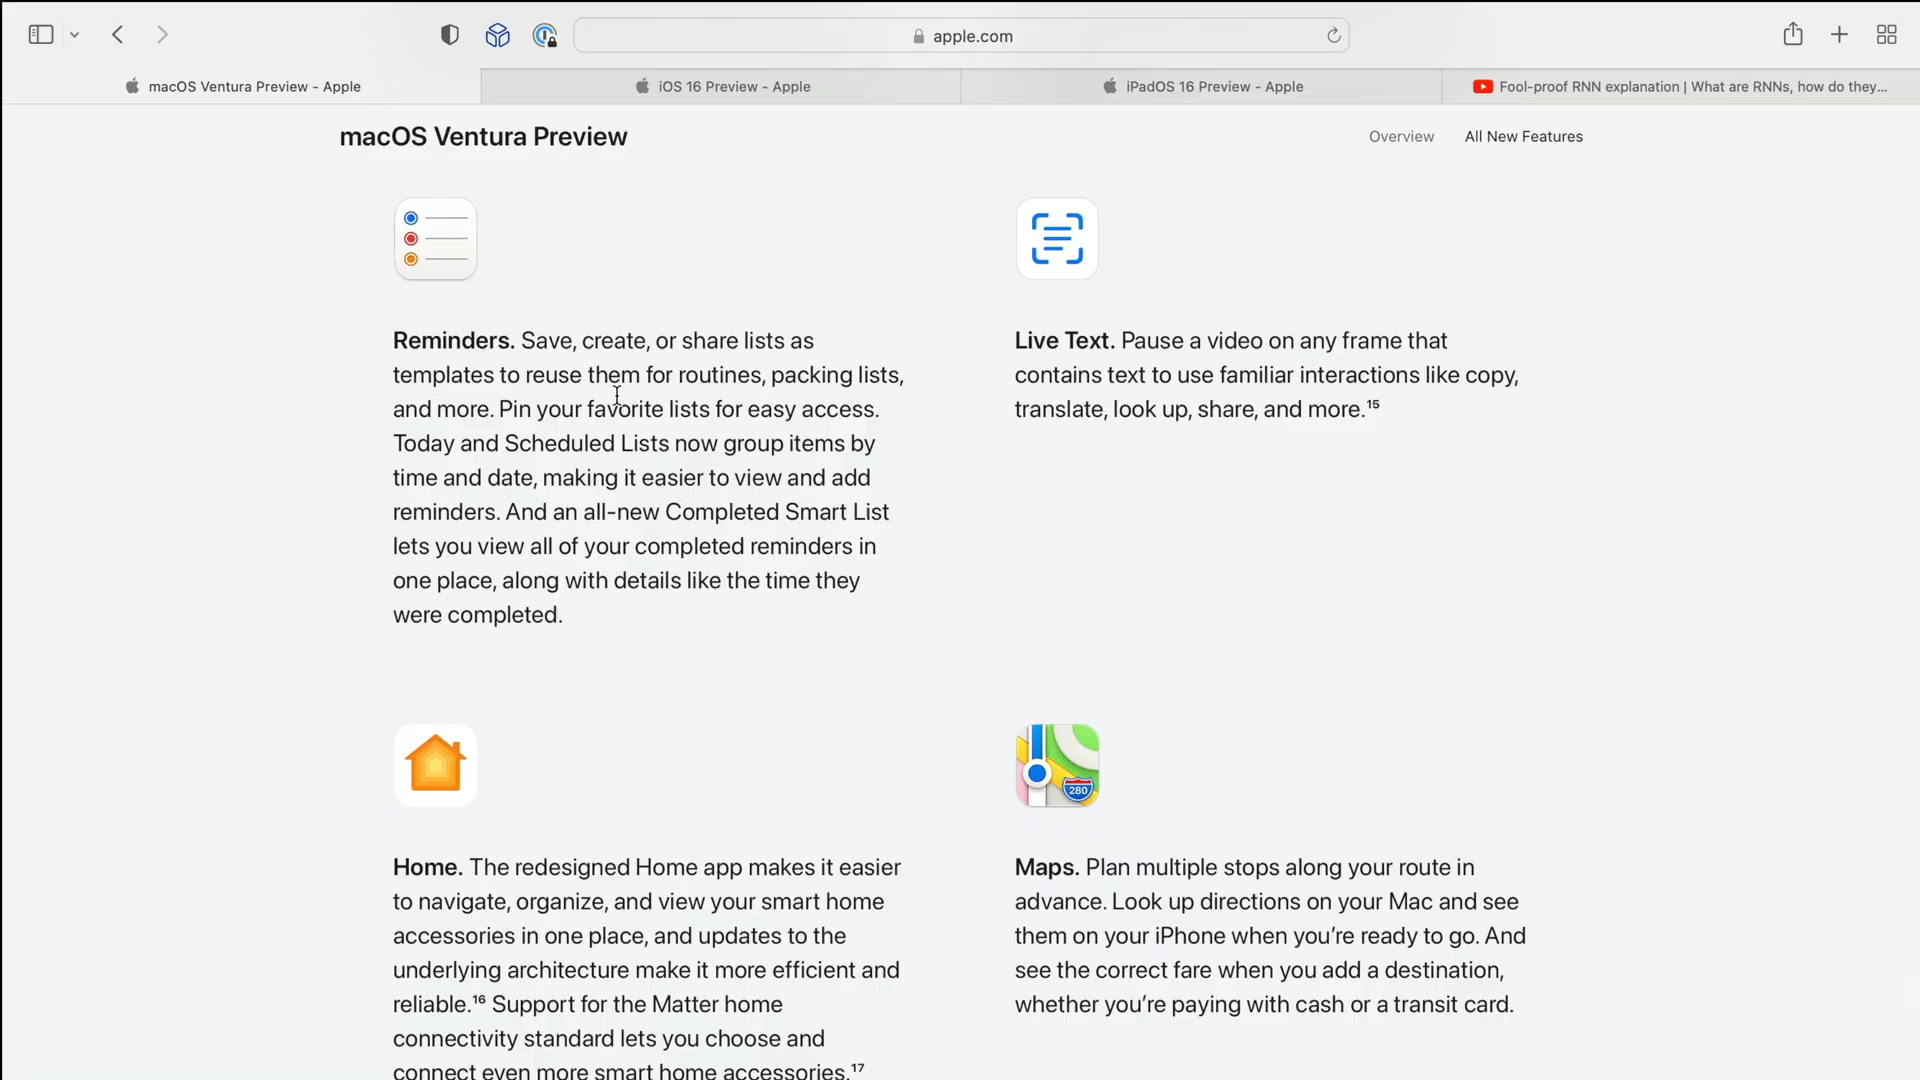 apple.com
macOS Ventura Preview - Apple
iOS 16 Preview - Apple
iPadOS 16 Preview - Apple
Fool-proof RNN explanation | What are RNNs, how do they...
macOS Ventura Preview
Overview
All New Features
Reminders. Save, create, or share lists as
templates to reuse them for routines, packing lists,
and more. Pin your favorite lists for easy access.
Today and Scheduled Lists now group items by
time and date, making it easier to view and add
reminders. And an all-new Completed Smart List
lets you view all of your completed reminders in
one place, along with details like the time they
were completed.
Live Text. Pause a video on any frame that
contains text to use familiar interactions like copy,
translate, look up, share, and more.¹⁵
280
Home. The redesigned Home app makes it easier
to navigate, organize, and view your smart home
accessories in one place, and updates to the
underlying architecture make it more efficient and
reliable.¹⁶ Support for the Matter home
connectivity standard lets you choose and
connect even more smart home accessories.¹⁷
Maps. Plan multiple stops along your route in
advance. Look up directions on your Mac and see
them on your iPhone when you’re ready to go. And
see the correct fare when you add a destination,
whether you’re paying with cash or a transit card.